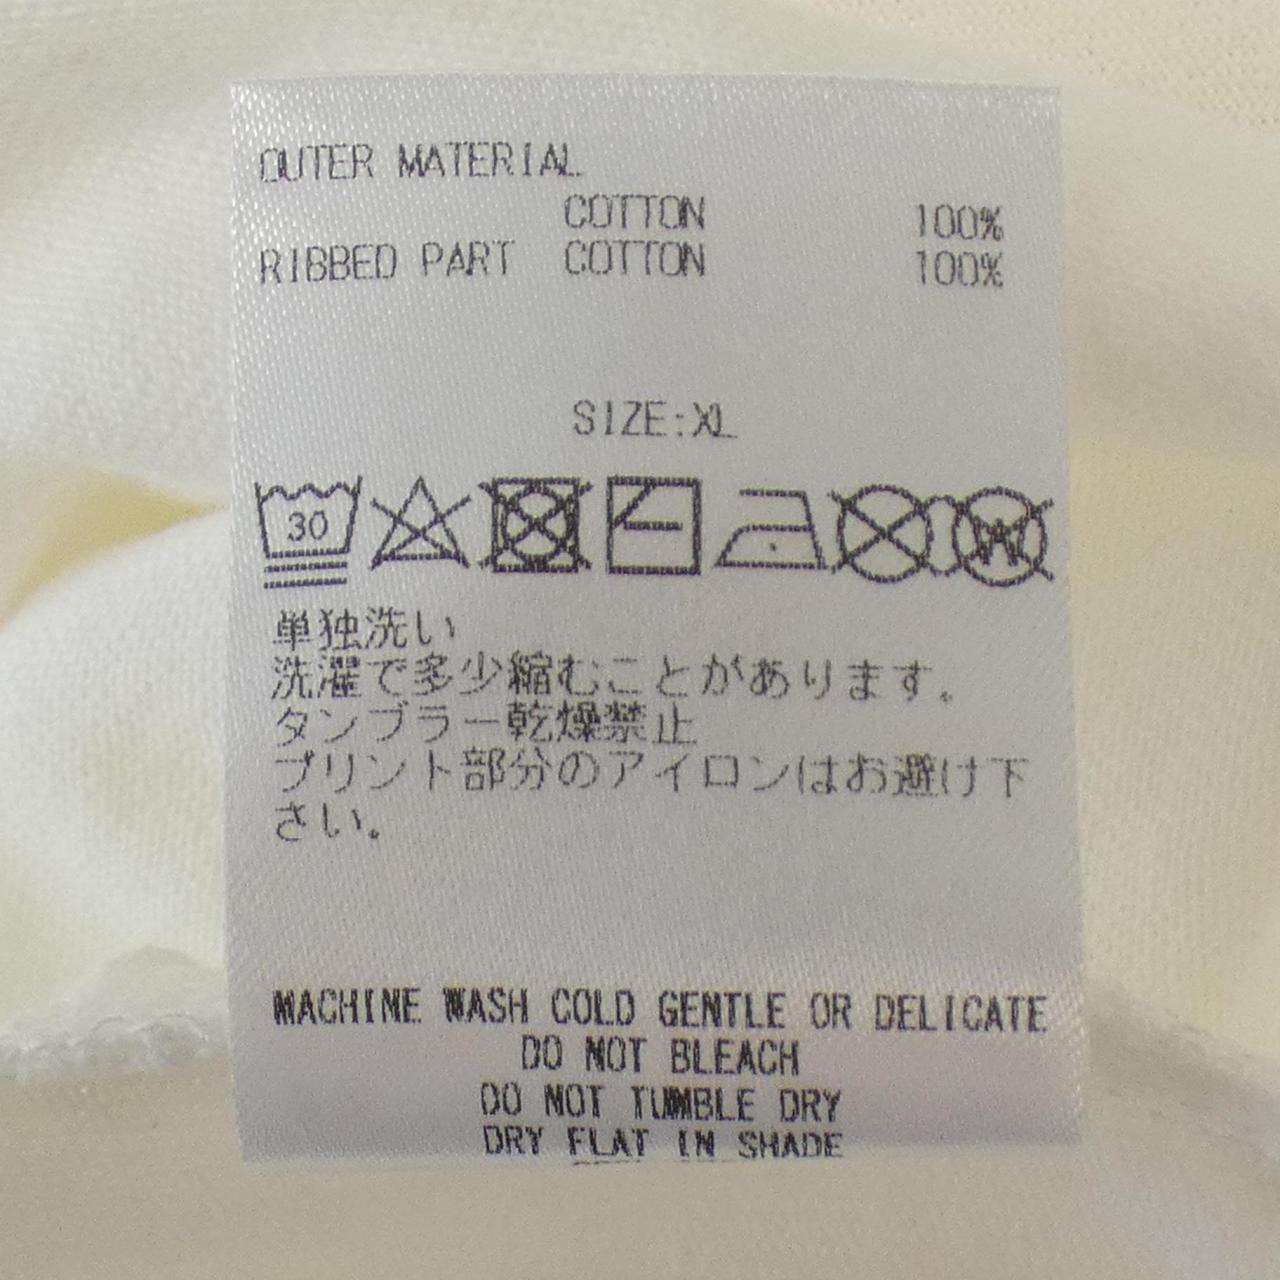 OUTER MATERIAL
COTTON 100%
RIBBED PART COTTON 100%
SIZE:XL
30
W
単独洗い
洗濯で多少縮むことがあります。
タンブラー乾燥禁止
プリント部分のアイロンはお避け下
さい。
MACHINE WASH COLD GENTLE OR DELICATE
DO NOT BLEACH
DO NOT TUMBLE DRY
DRY FLAT IN SHADE